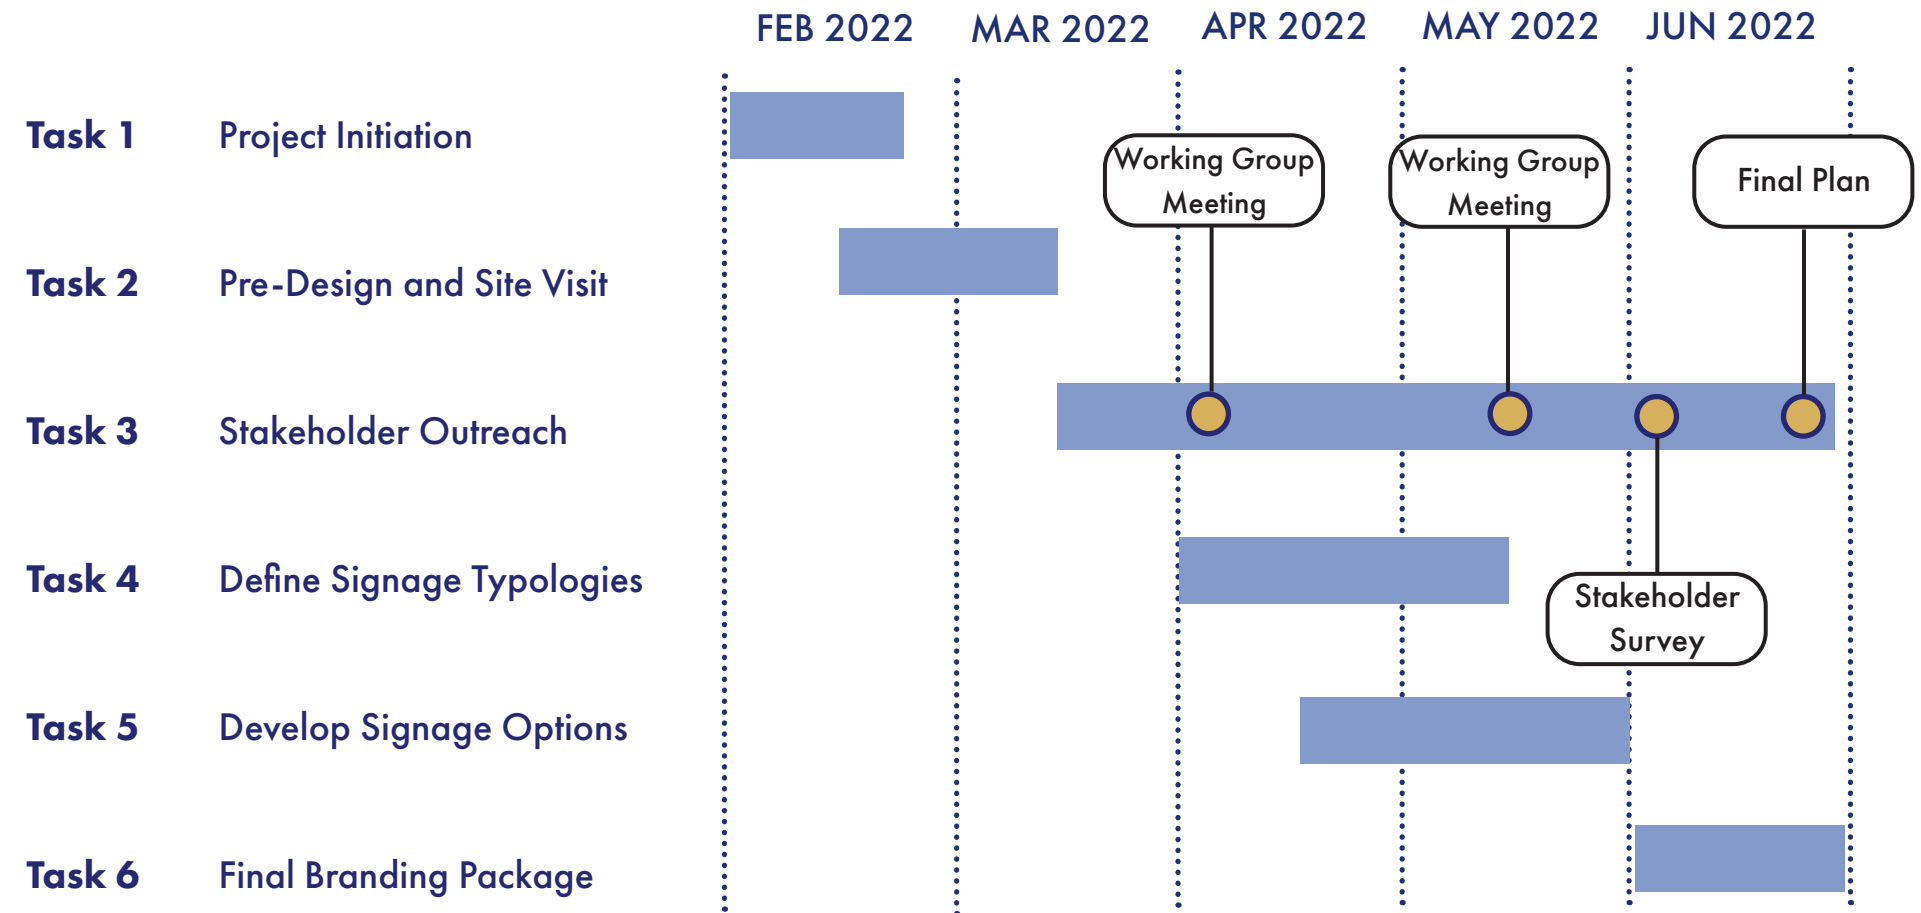 FEB 2022 MAR 2022 APR 2022 MAY 2022 JUN 2022
Task 1 Project Initiation
Working Group
Meeting
Working Group
Meeting
Final Plan
Task 2 Pre-Design and Site Visit
Task 3 Stakeholder Outreach
Task 4 Define Signage Typologies
Stakeholder
Survey
Task 5 Develop Signage Options
Task 6 Final Branding Package